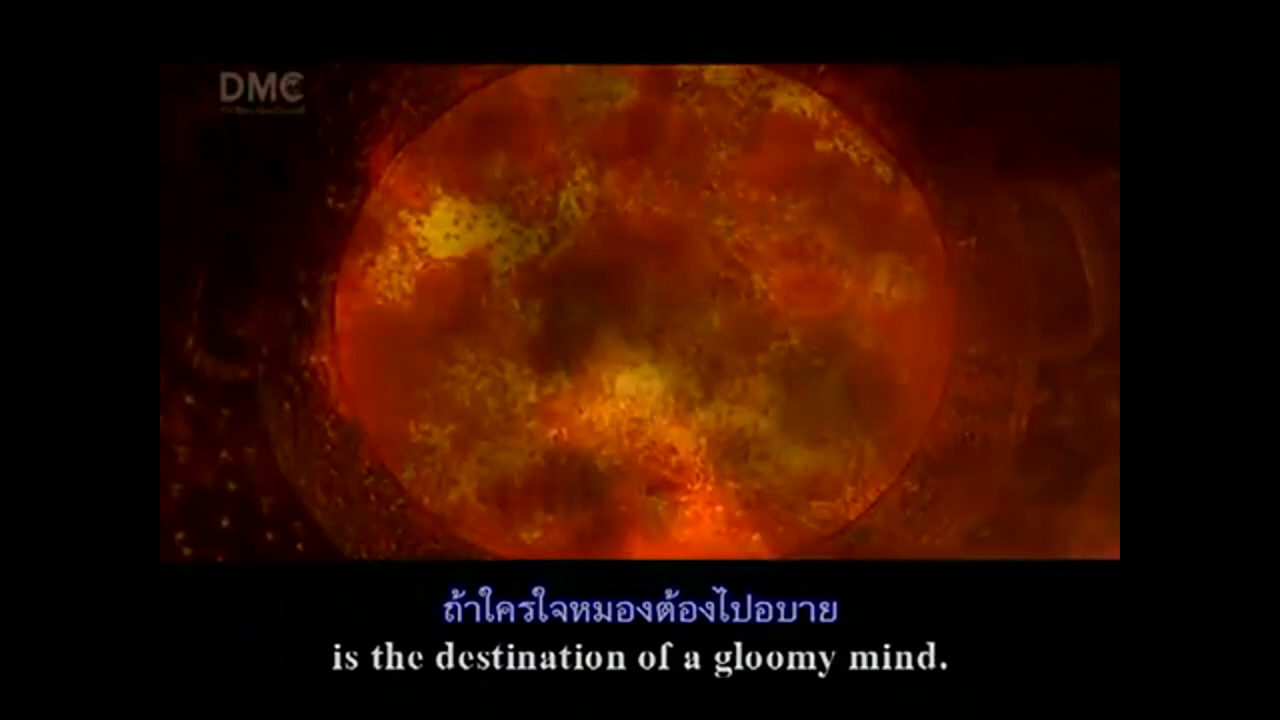 DMC
ถ้าใครใจหมองต้องไปอบาย
is the destination of a gloomy mind.